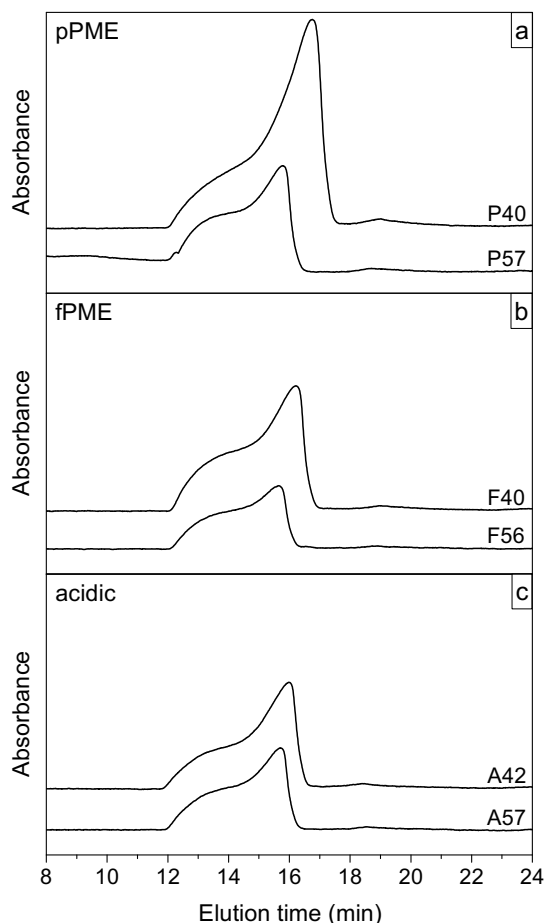 pPME
a
Absorbance
P40
P57
fPME
b
Absorbance
F40
F56
acidic
c
Absorbance
A42
A57
8 10 12 14 16 18 20 22 24
Elution time (min)